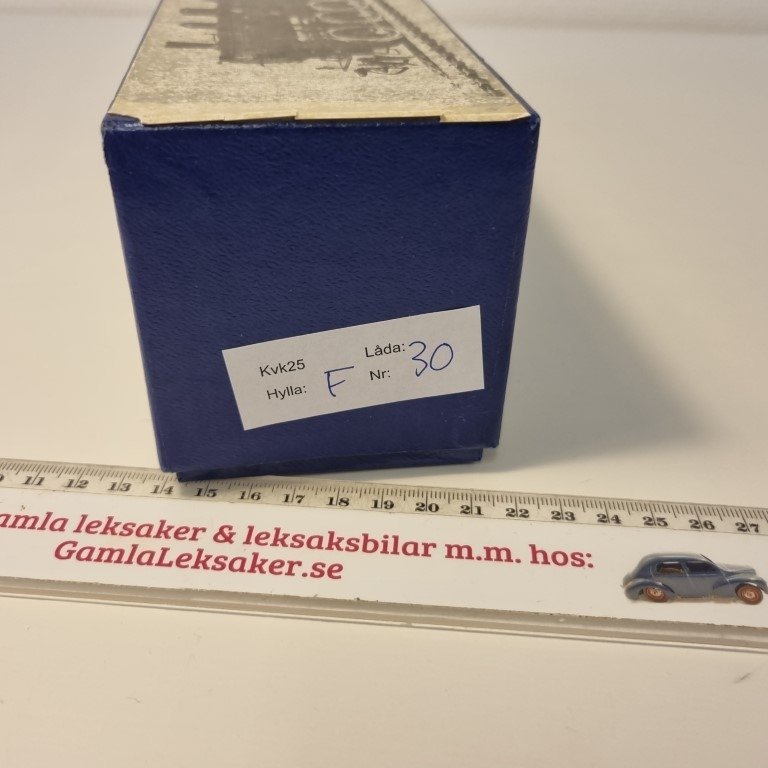 Kvk25 Låda: 30
Hylla: F Nr:
11 12 13 14 15 16 17 18 19 20 21 22 23 24 25 26 27
amla leksaker & leksaksbilar m.m. hos:
GamlaLeksaker.se